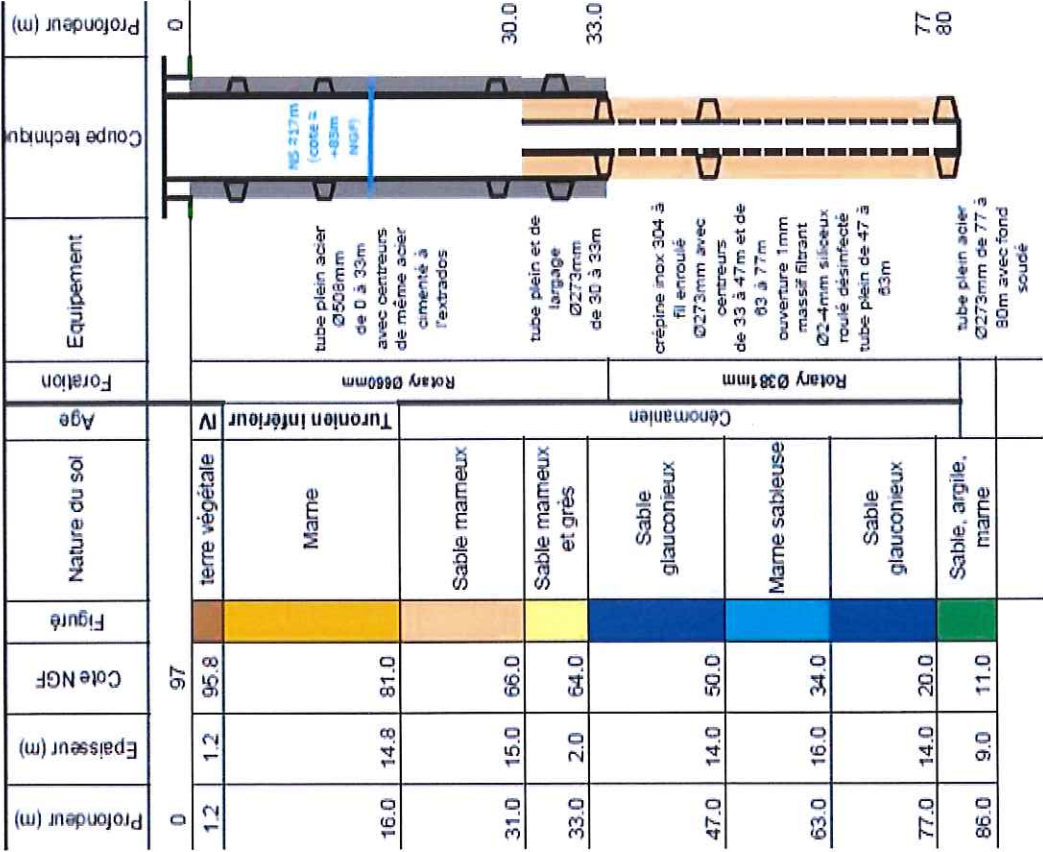 Profondeur (m)
Epaisseur (m)
Cote NGF
Figuré
Nature du sol
Age
Foration
Equipement
Coupe technique
Profondeur (m)
0
97
0
1.2
1.2
95.8
terre végétale
IV
16.0
14.8
81.0
Marne
Turonien Inférieur
31.0
15.0
66.0
Sable marneux
33.0
2.0
64.0
Sable marneux
et grès
47.0
14.0
50.0
Sable
glauconieux
63.0
16.0
34.0
Marne sableuse
77.0
14.0
20.0
Sable
glauconieux
86.0
9.0
11.0
Sable, argile,
marne
Cénomanien
Rotary Ø660mm
Rotary Ø381mm
tube plein acier
Ø508mm
de 0 à 33m
avec centreurs
de même acier
cimenté à
l'extrados
tube plein et de
largage
Ø273mm
de 30 à 33m
crépine inox 304 à
fil enroulé
Ø273mm avec
centreurs
de 33 à 47m et de
63 à 77m
ouverture 1mm
massif filtrant
Ø2-4mm siliceux
roulé désinfecté
tube plein de 47 à
63m
tube plein acier
Ø273mm de 77 à
80m avec fond
soudé
NS ≈17m
(cote ≈
+83m
NGF)
30.0
33.0
77
80